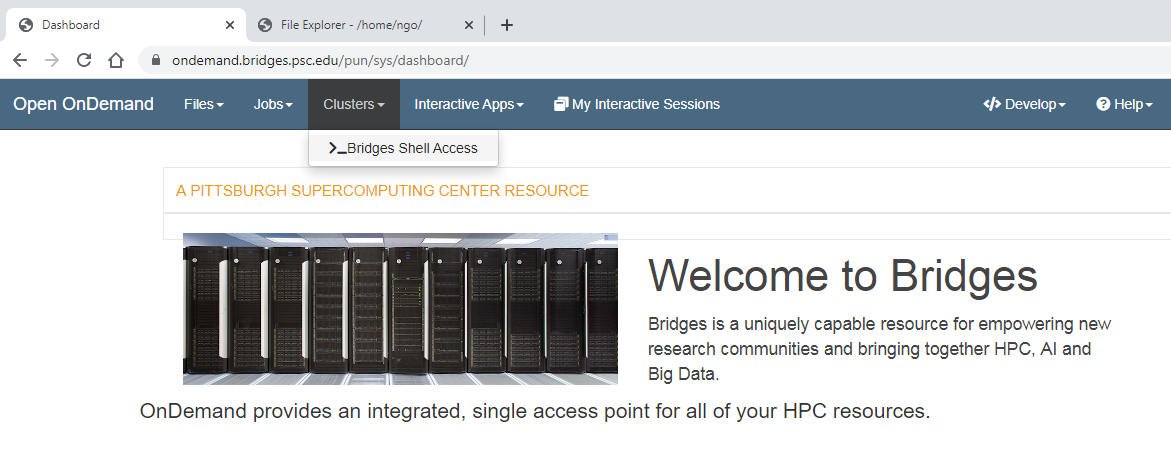 Dashboard
File Explorer - /home/ngo/
ondemand.bridges.psc.edu/pun/sys/dashboard/
Open OnDemand Files Jobs Clusters Interactive Apps My Interactive Sessions Develop Help
Bridges Shell Access
A PITTSBURGH SUPERCOMPUTING CENTER RESOURCE
Welcome to Bridges
Bridges is a uniquely capable resource for empowering new
research communities and bringing together HPC, AI and
Big Data.
OnDemand provides an integrated, single access point for all of your HPC resources.